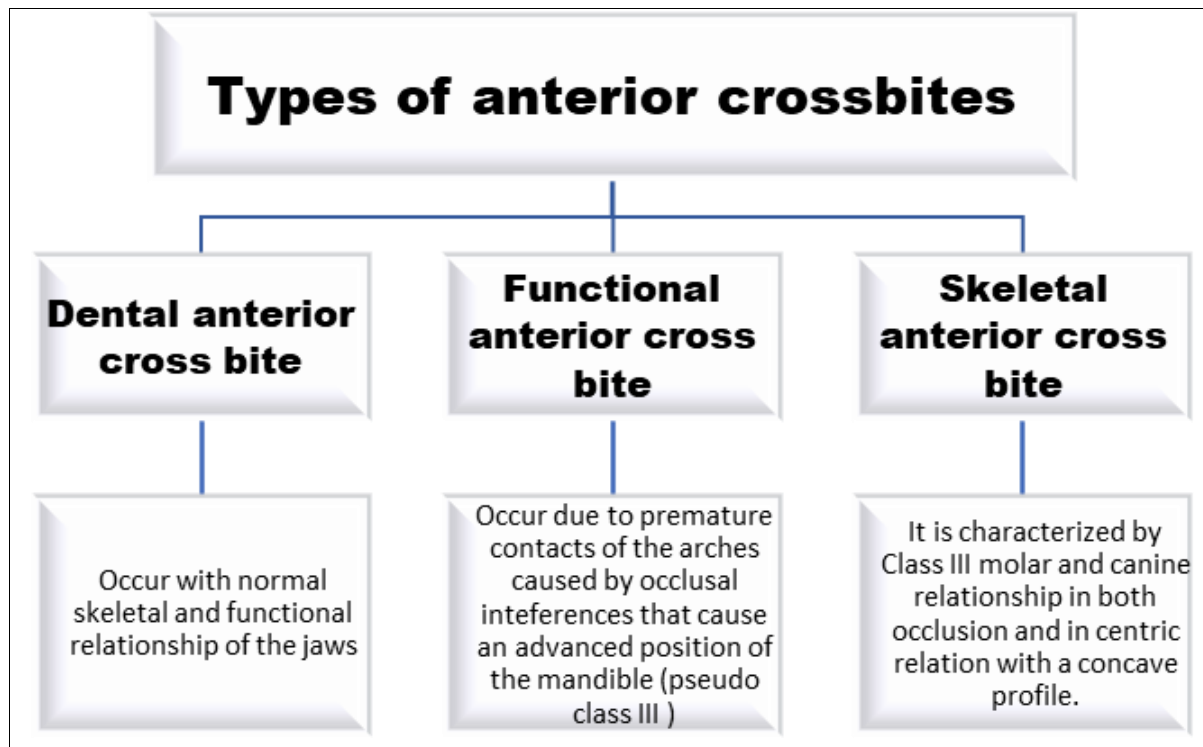 Types of anterior crossbites
Dental anterior
cross bite
Functional
anterior cross
bite
Skeletal
anterior cross
bite
Occur with normal
skeletal and functional
relationship of the jaws
Occur due to premature
contacts of the arches
caused by occlusal
inteferences that cause
an advanced position of
the mandible (pseudo
class III )
It is characterized by
Class III molar and canine
relationship in both
occlusion and in centric
relation with a concave
profile.